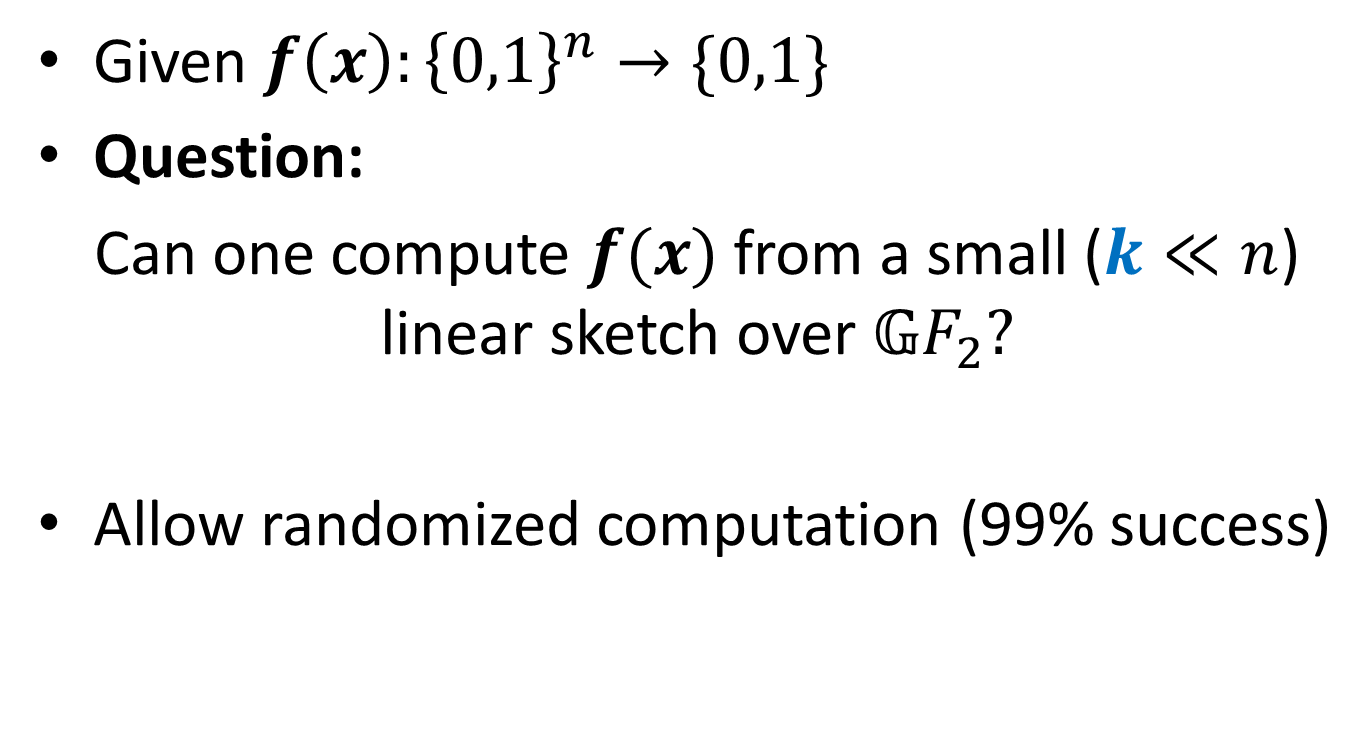 • Given 𝒇(𝒙): {0,1}ⁿ → {0,1}
• Question:
Can one compute 𝒇(𝒙) from a small (𝒌 ≪ 𝑛)
linear sketch over 𝔾𝐹₂?
• Allow randomized computation (99% success)